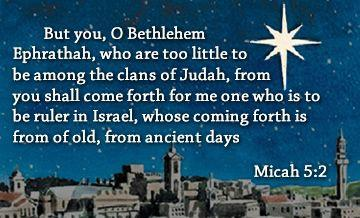 But you, O Bethlehem
Ephrathah, who are too little to
be among the clans of Judah, from
you shall come forth for me one who is to
be ruler in Israel, whose coming forth is
from of old, from ancient days
Micah 5:2